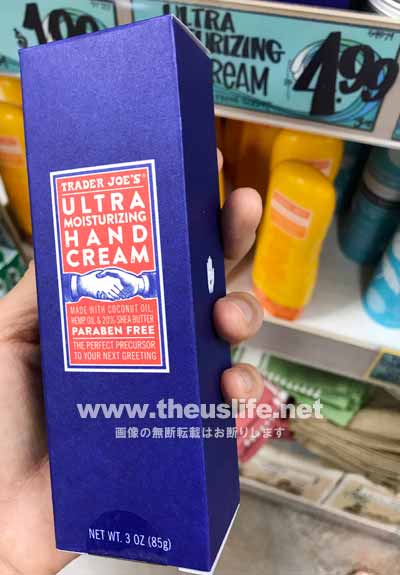 1.99
ULTRA
MOISTURIZING
CREAM
4.99
TRADER JOE'S®
ULTRA
MOISTURIZING
HAND
CREAM
MADE WITH COCONUT OIL,
HEMP OIL & 20% SHEA BUTTER
PARABEN FREE
THE PERFECT PRECURSOR
TO YOUR NEXT GREETING
www.theuslife.net
画像の無断転載はお断りします
NET WT. 3 OZ (85g)